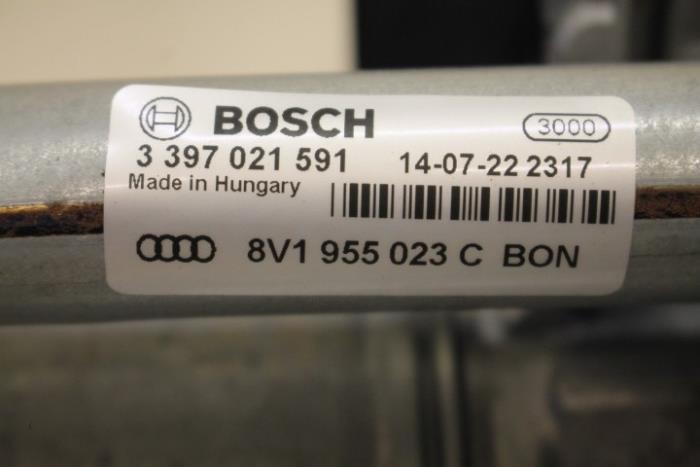 BOSCH 3000
3 397 021 591 14-07-22 2317
Made in Hungary
8V1 955 023 C BON